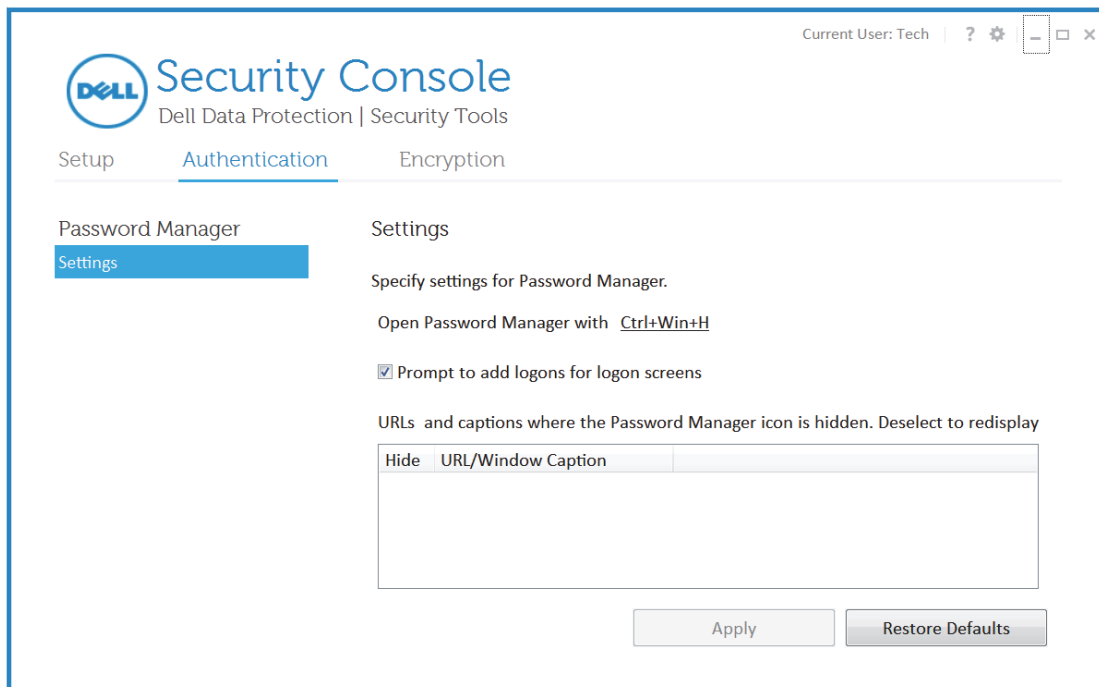 Current User: Tech ?
DELL
Security Console
Dell Data Protection | Security Tools
Setup Authentication Encryption
Password Manager
Settings
Settings
Specify settings for Password Manager.
Open Password Manager with Ctrl+Win+H
Prompt to add logons for logon screens
URLs and captions where the Password Manager icon is hidden. Deselect to redisplay
Hide URL/Window Caption
Apply Restore Defaults